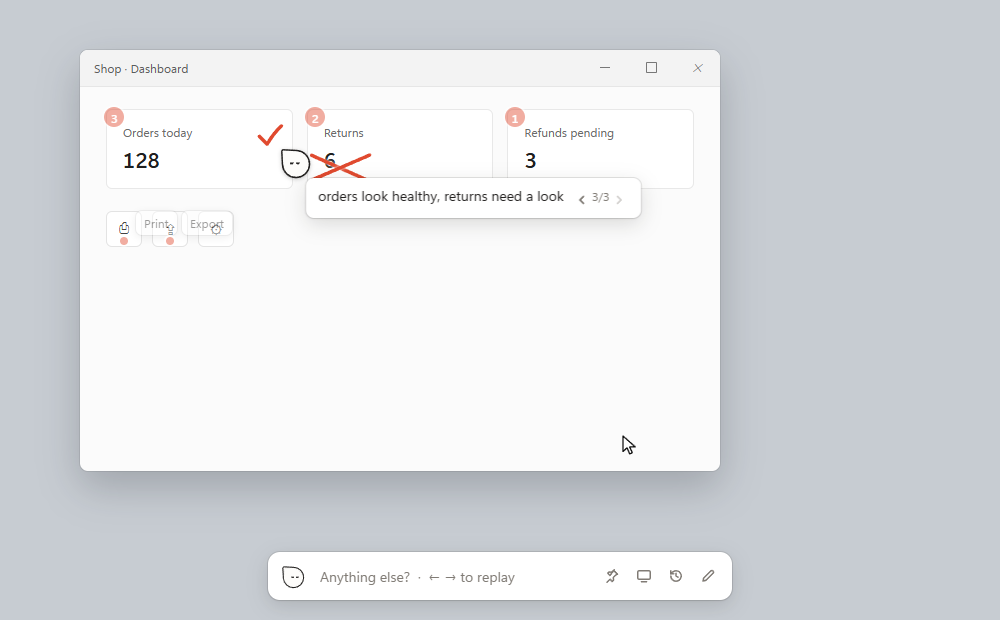 Shop · Dashboard
3
2
1
Orders today
Returns
Refunds pending
128
6
3
orders look healthy, returns need a look
3/3
Print
Export
Anything else? · ← → to replay